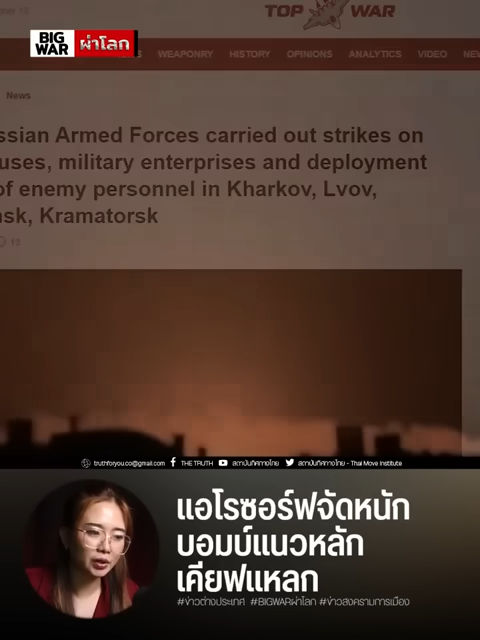 TOP WAR
BIG WAR ผ่าโลก
WEAPONRY HISTORY OPINIONS ANALYTICS VIDEO
News
Armed Forces carried out strikes on
military enterprises and deployment
of enemy personnel in Kharkov, Lvov,
Kramatorsk
truthforyou.co@gmail.com THE TRUTH สถาบันทิศทางไทย สถาบันทิศทางไทย - Thai Move Institute
แอโรซอร์ฟจัดหนัก
บอมบ์แนวหลัก
เคียฟแหลก
#ข่าวต่างประเทศ #BIGWARผ่าโลก #ข่าวสงครามการเมือง